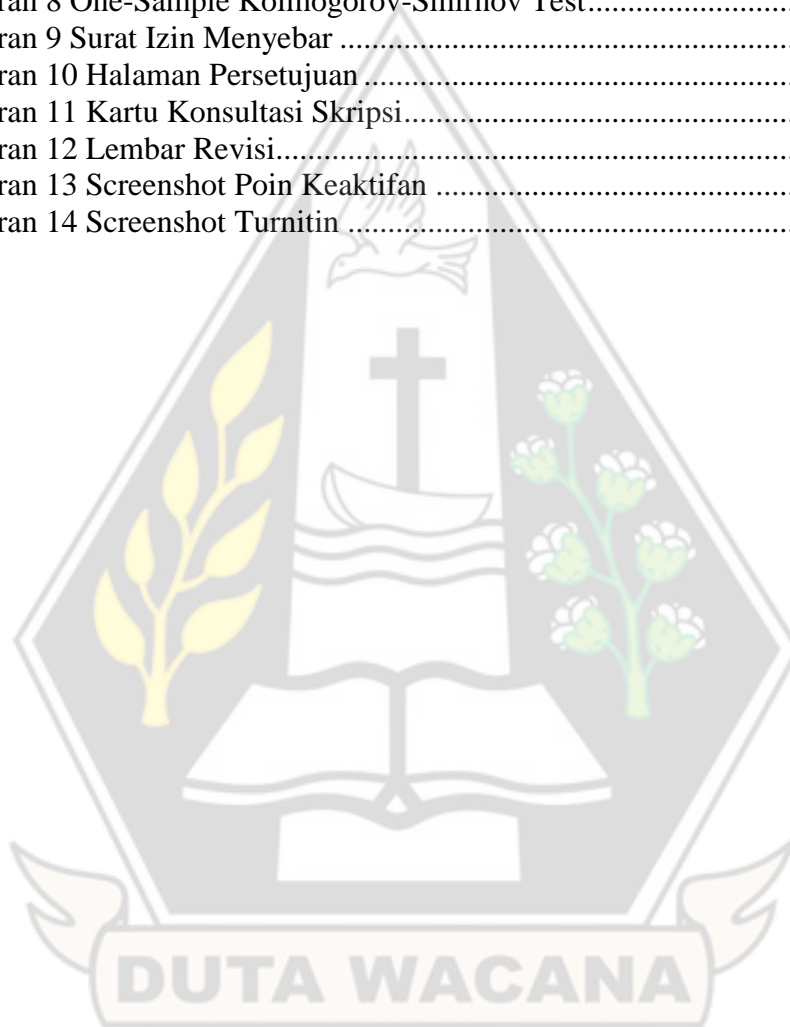 ran 8 One-Sample Kolmogorov-Smirnov Test..............................
ran 9 Surat Izin Menyebar ....................................................................
ran 10 Halaman Persetujuan ................................................................
ran 11 Kartu Konsultasi Skripsi..........................................................
ran 12 Lembar Revisi.............................................................................
ran 13 Screenshot Poin Keaktifan ......................................................
ran 14 Screenshot Turnitin ...................................................................
DUTA WACANA